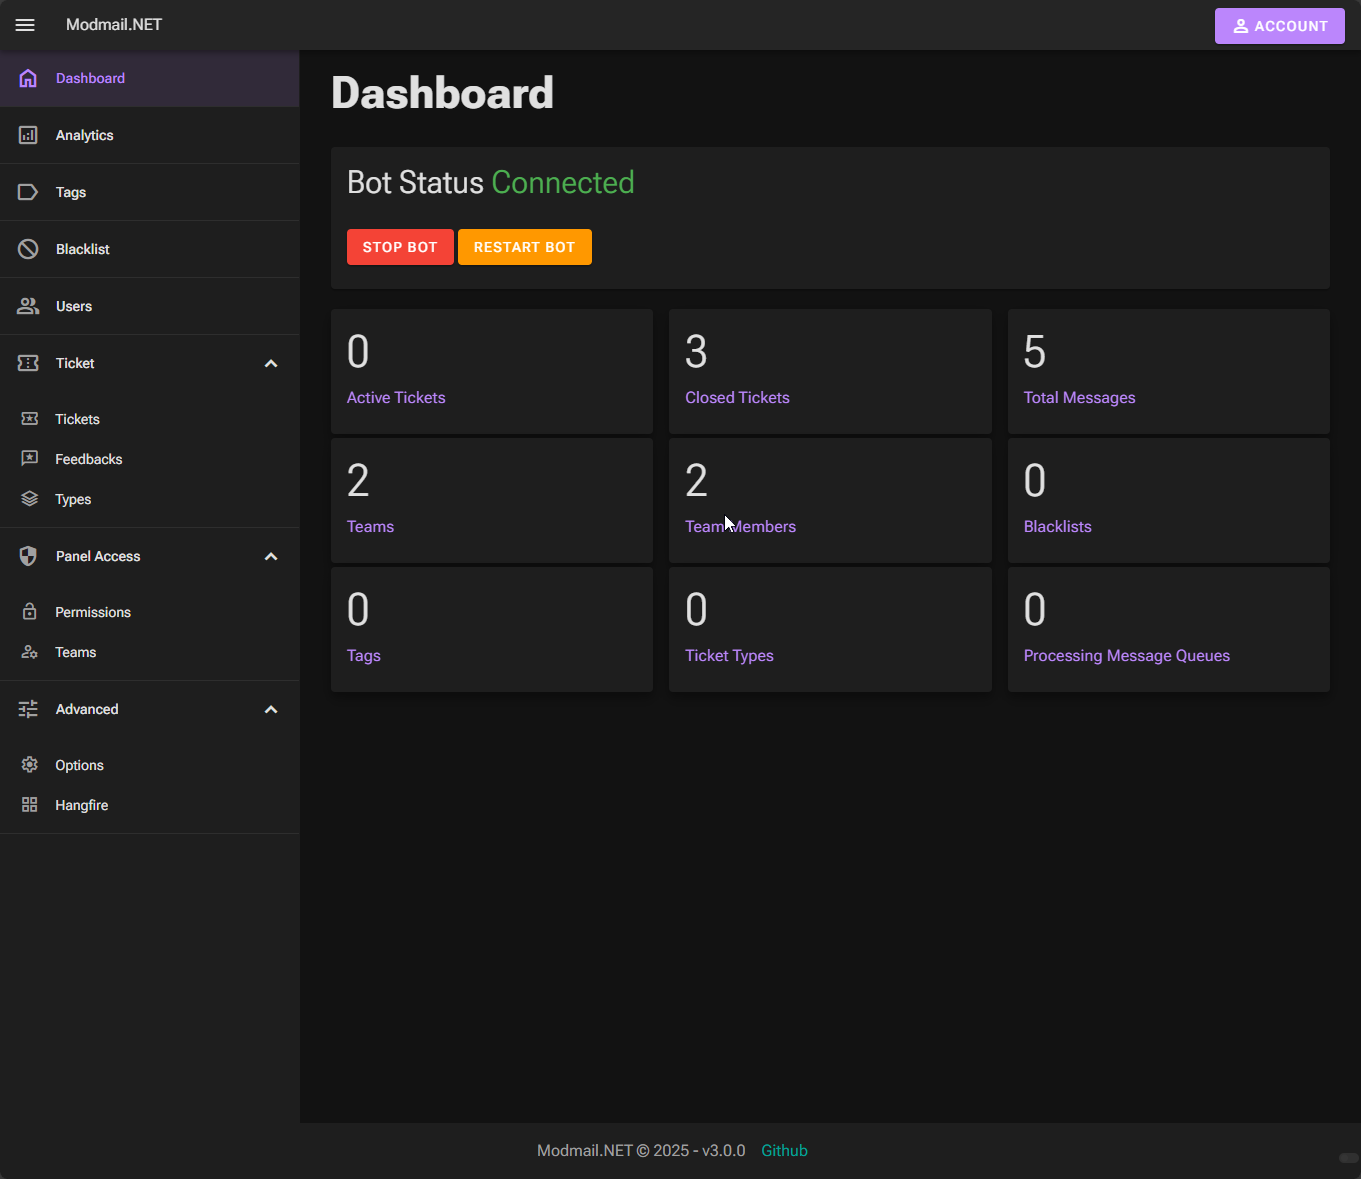 Modmail.NET
ACCOUNT
Dashboard
Analytics
Tags
Blacklist
Users
Ticket
Tickets
Feedbacks
Types
Panel Access
Permissions
Teams
Advanced
Options
Hangfire
Dashboard
Bot Status Connected
STOP BOT RESTART BOT
0
Active Tickets
3
Closed Tickets
5
Total Messages
2
Teams
2
Team Members
0
Blacklists
0
Tags
0
Ticket Types
0
Processing Message Queues
Modmail.NET © 2025 - v3.0.0 Github